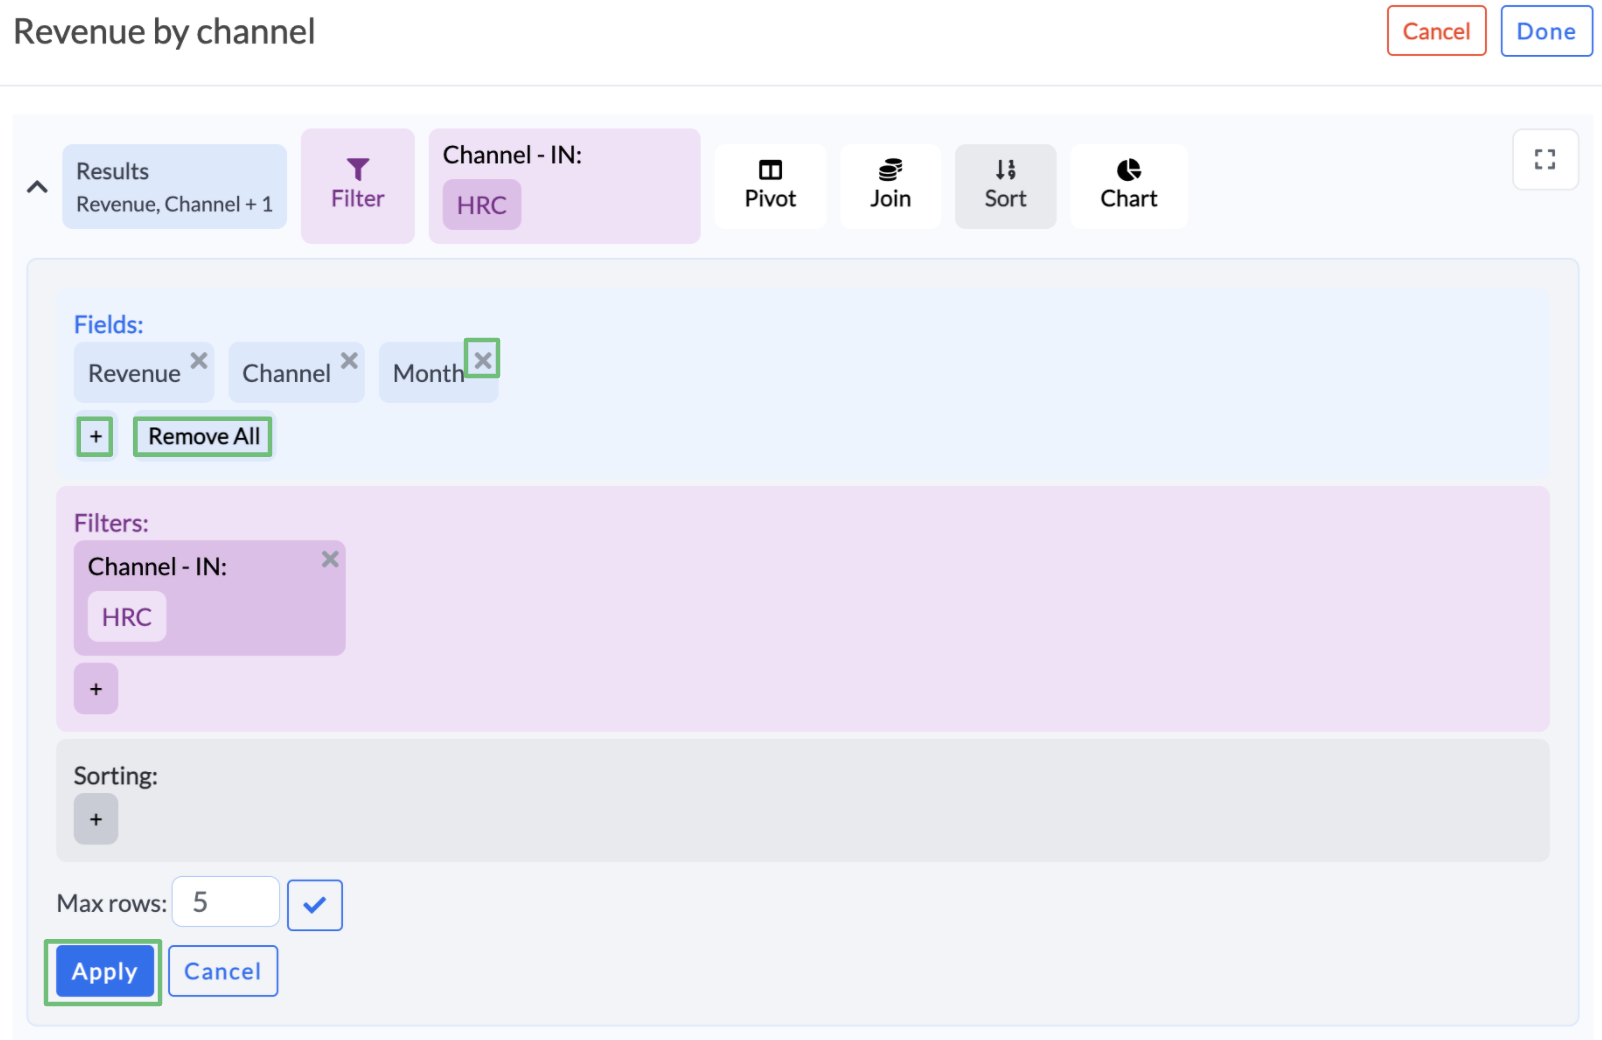 Revenue by channel
Cancel
Done
Results
Revenue, Channel + 1
Filter
Channel - IN:
HRC
Pivot
Join
Sort
Chart
Fields:
Revenue
Channel
Month
+
Remove All
Filters:
Channel - IN:
HRC
+
Sorting:
+
Max rows: 5
Apply
Cancel